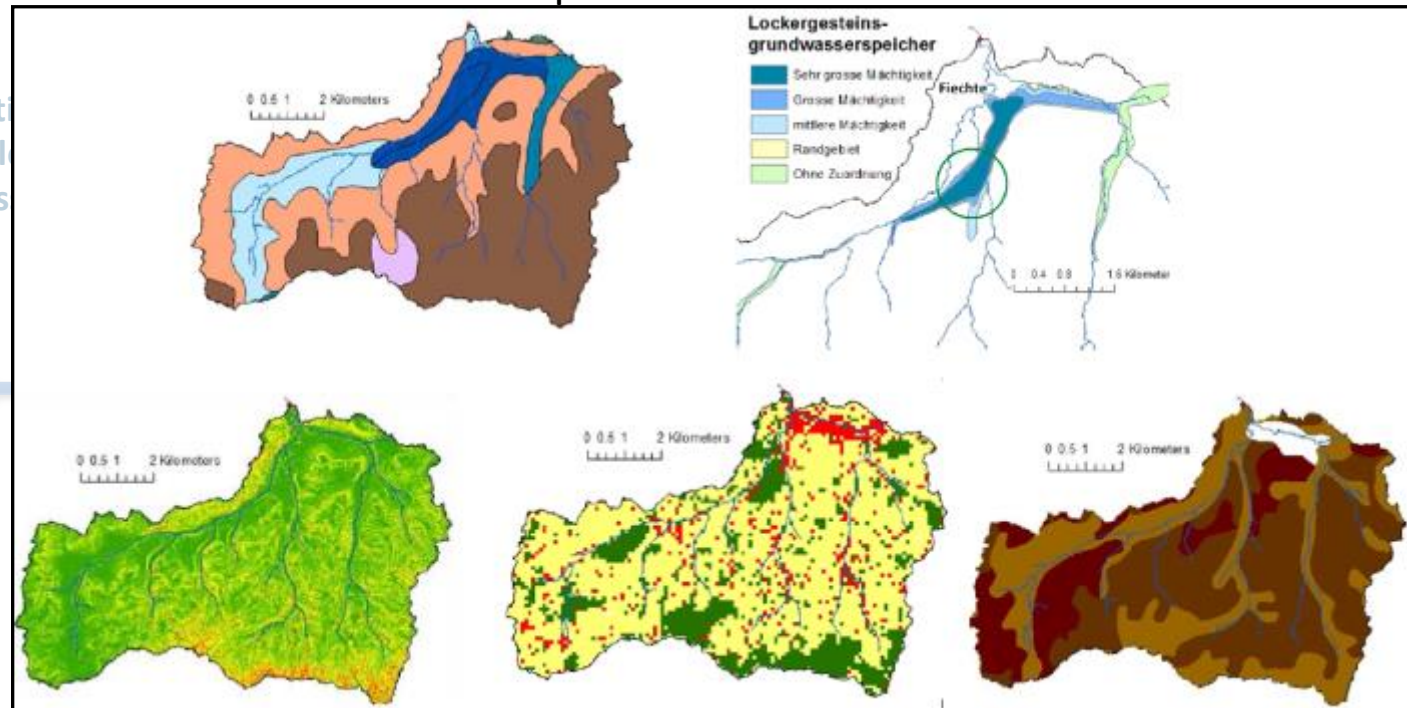 Lockergesteins-
grundwasserspeicher
Sehr grosse Mächtigkeit
Grosse Mächtigkeit
mittlere Mächtigkeit
Randgebiet
Ohne Zuordnung
Fiechte
0 0.5 1 2 Kilometers
0 0.4 0.8 1.6 Kilometer
0 0.5 1 2 Kilometers
0 0.5 1 2 Kilometers
0 0.5 1 2 Kilometers